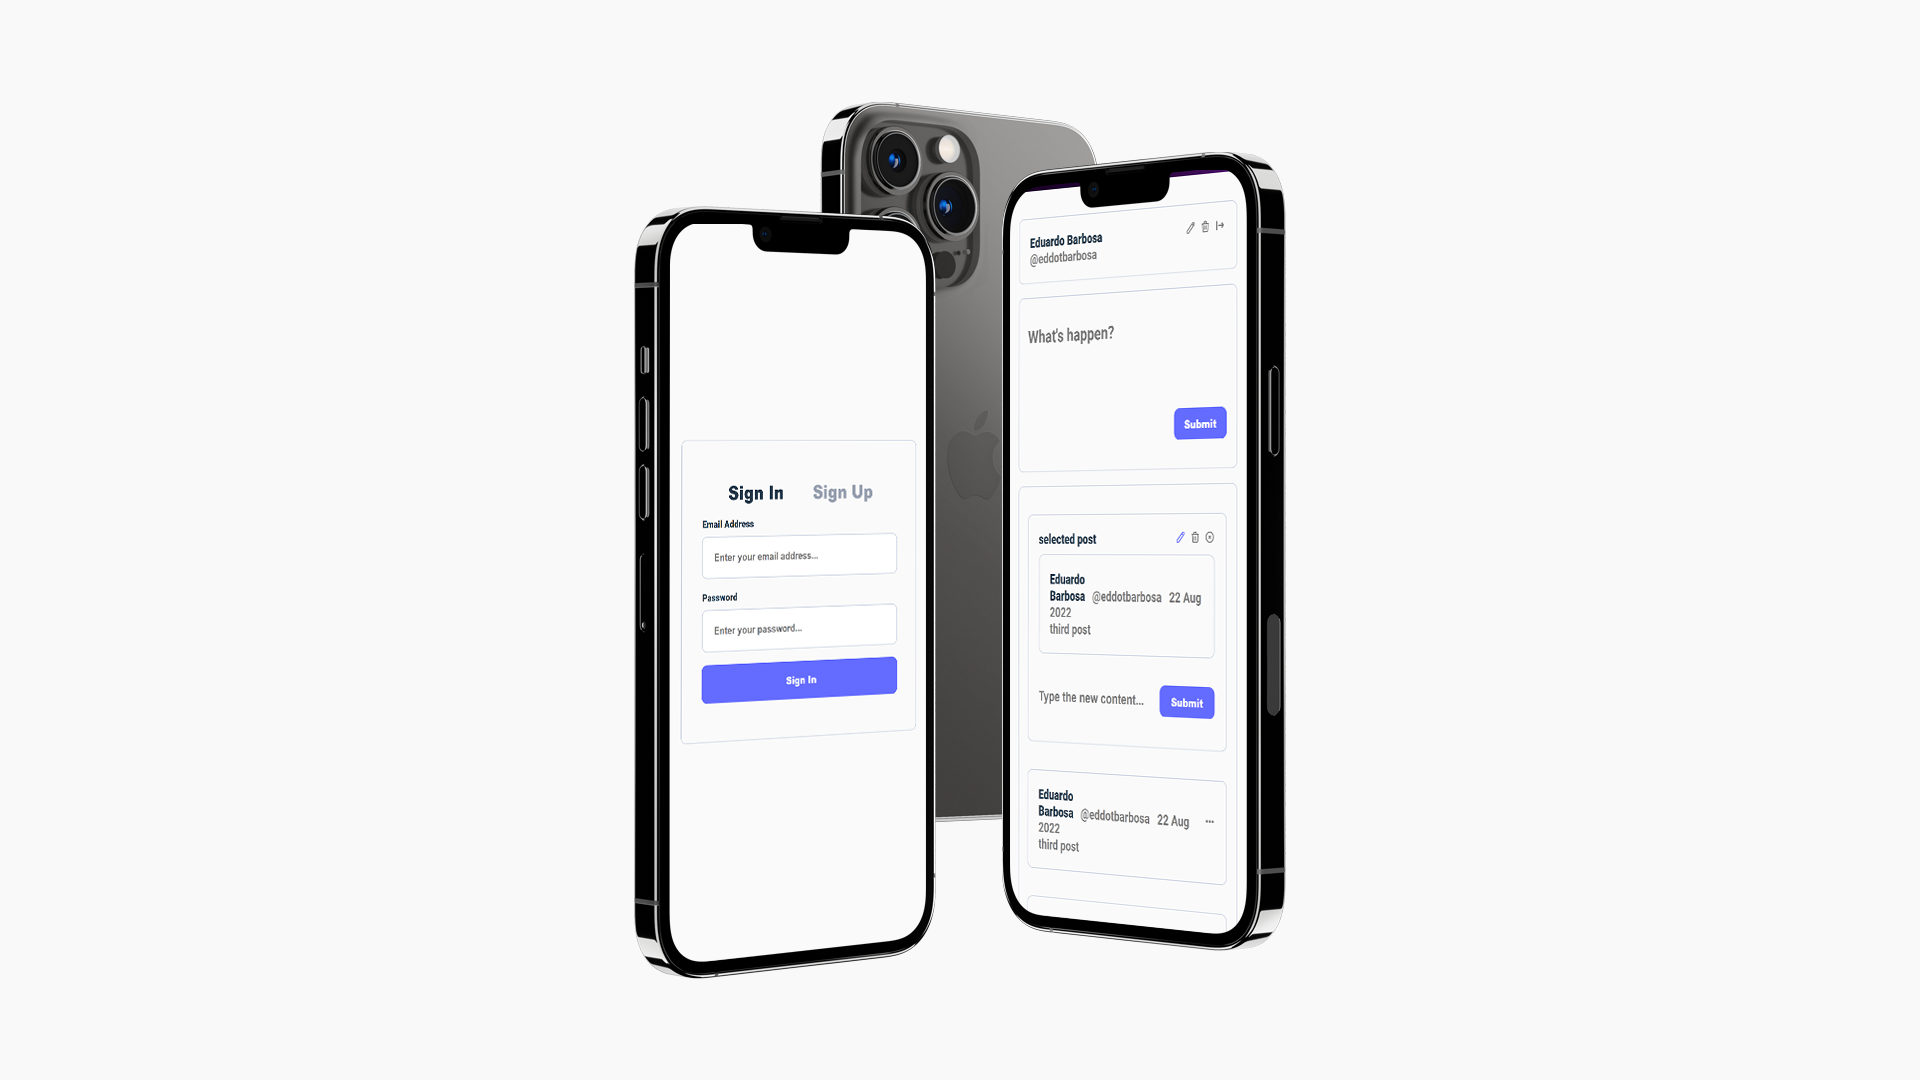 Sign In Sign Up
Email Address
Enter your email address...
Password
Enter your password...
Sign In
Eduardo Barbosa
@eddotbarbosa
What's happen?
Submit
selected post
Eduardo
Barbosa @eddotbarbosa 22 Aug
2022
third post
Type the new content...
Submit
Eduardo
Barbosa @eddotbarbosa 22 Aug
2022
third post